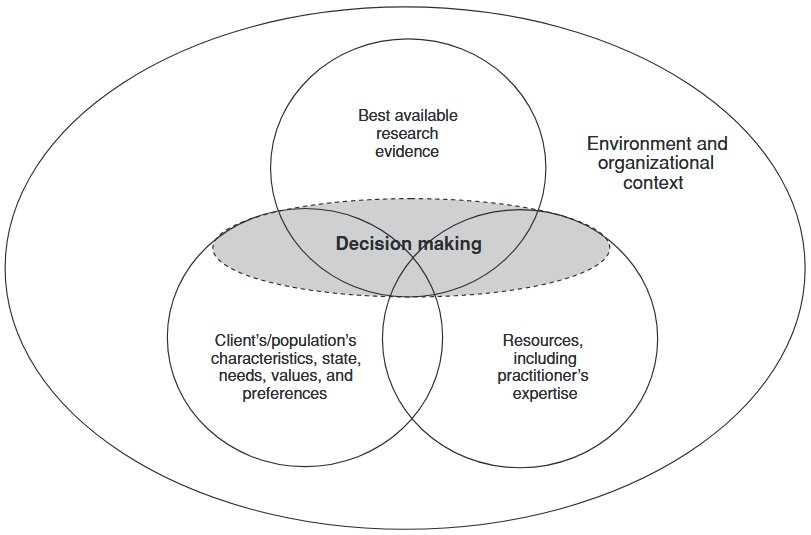 Best available
research
evidence
Environment and
organizational
context
Decision making
Client’s/population’s
characteristics, state,
needs, values, and
preferences
Resources,
including
practitioner’s
expertise